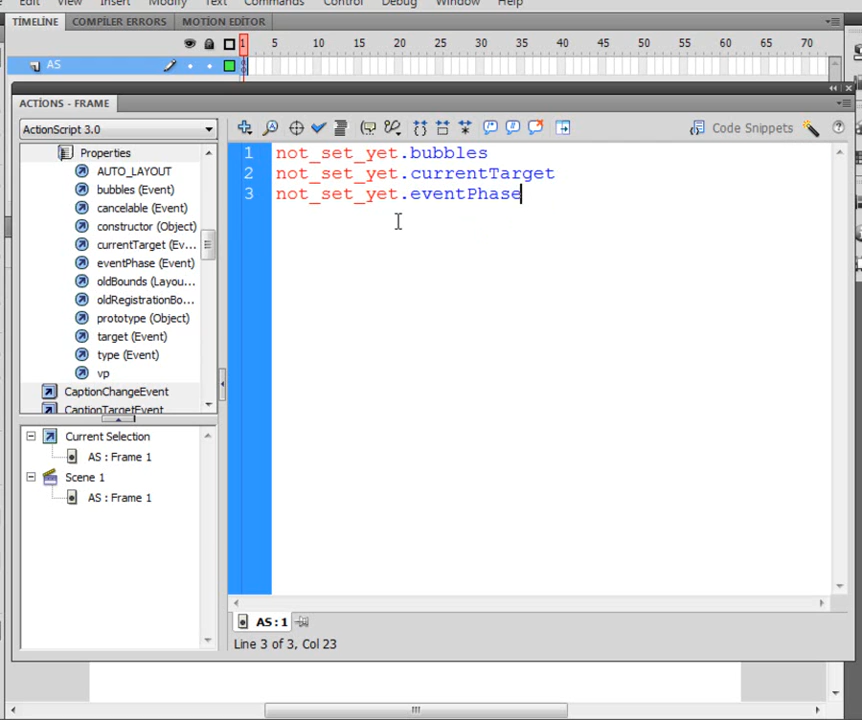 Edit View Insert Modify Text Commands Control Debug Window Help
TIMELINE COMPILER ERRORS MOTION EDITOR
1 5 10 15 20 25 30 35 40 45 50 55 60 65 70
AS
ACTIONS - FRAME
ActionScript 3.0
Code Snippets
Properties
AUTO_LAYOUT
bubbles (Event)
cancelable (Event)
constructor (Object)
currentTarget (Ev...
eventPhase (Event)
oldBounds (Layou...
oldRegistrationBo...
prototype (Object)
target (Event)
type (Event)
vp
CaptionChangeEvent
CaptionTargetEvent
1 not_set_yet.bubbles
2 not_set_yet.currentTarget
3 not_set_yet.eventPhase
Current Selection
AS : Frame 1
Scene 1
AS : Frame 1
AS : 1
Line 3 of 3, Col 23